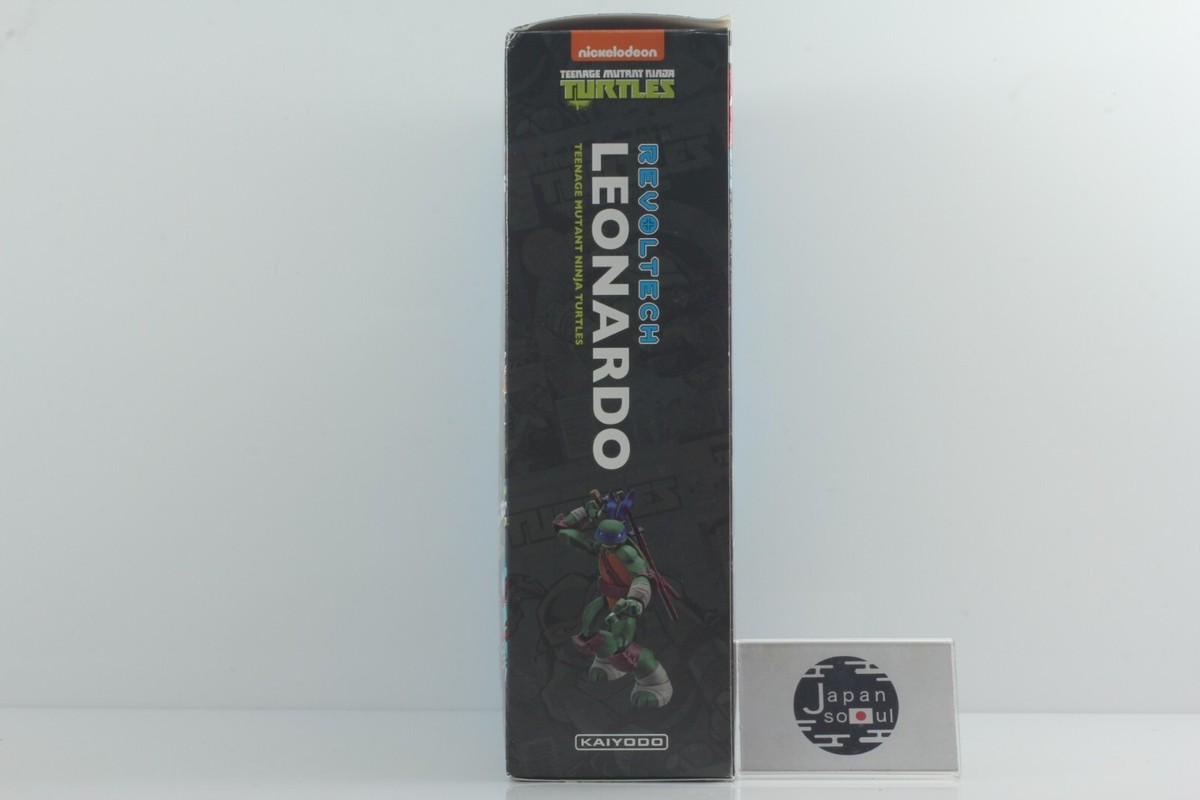 nickelodeon
TEENAGE MUTANT NINJA
TURTLES
REVOLTECH
LEONARDO
TEENAGE MUTANT NINJA TURTLES
KAIYODO
Japan
soul